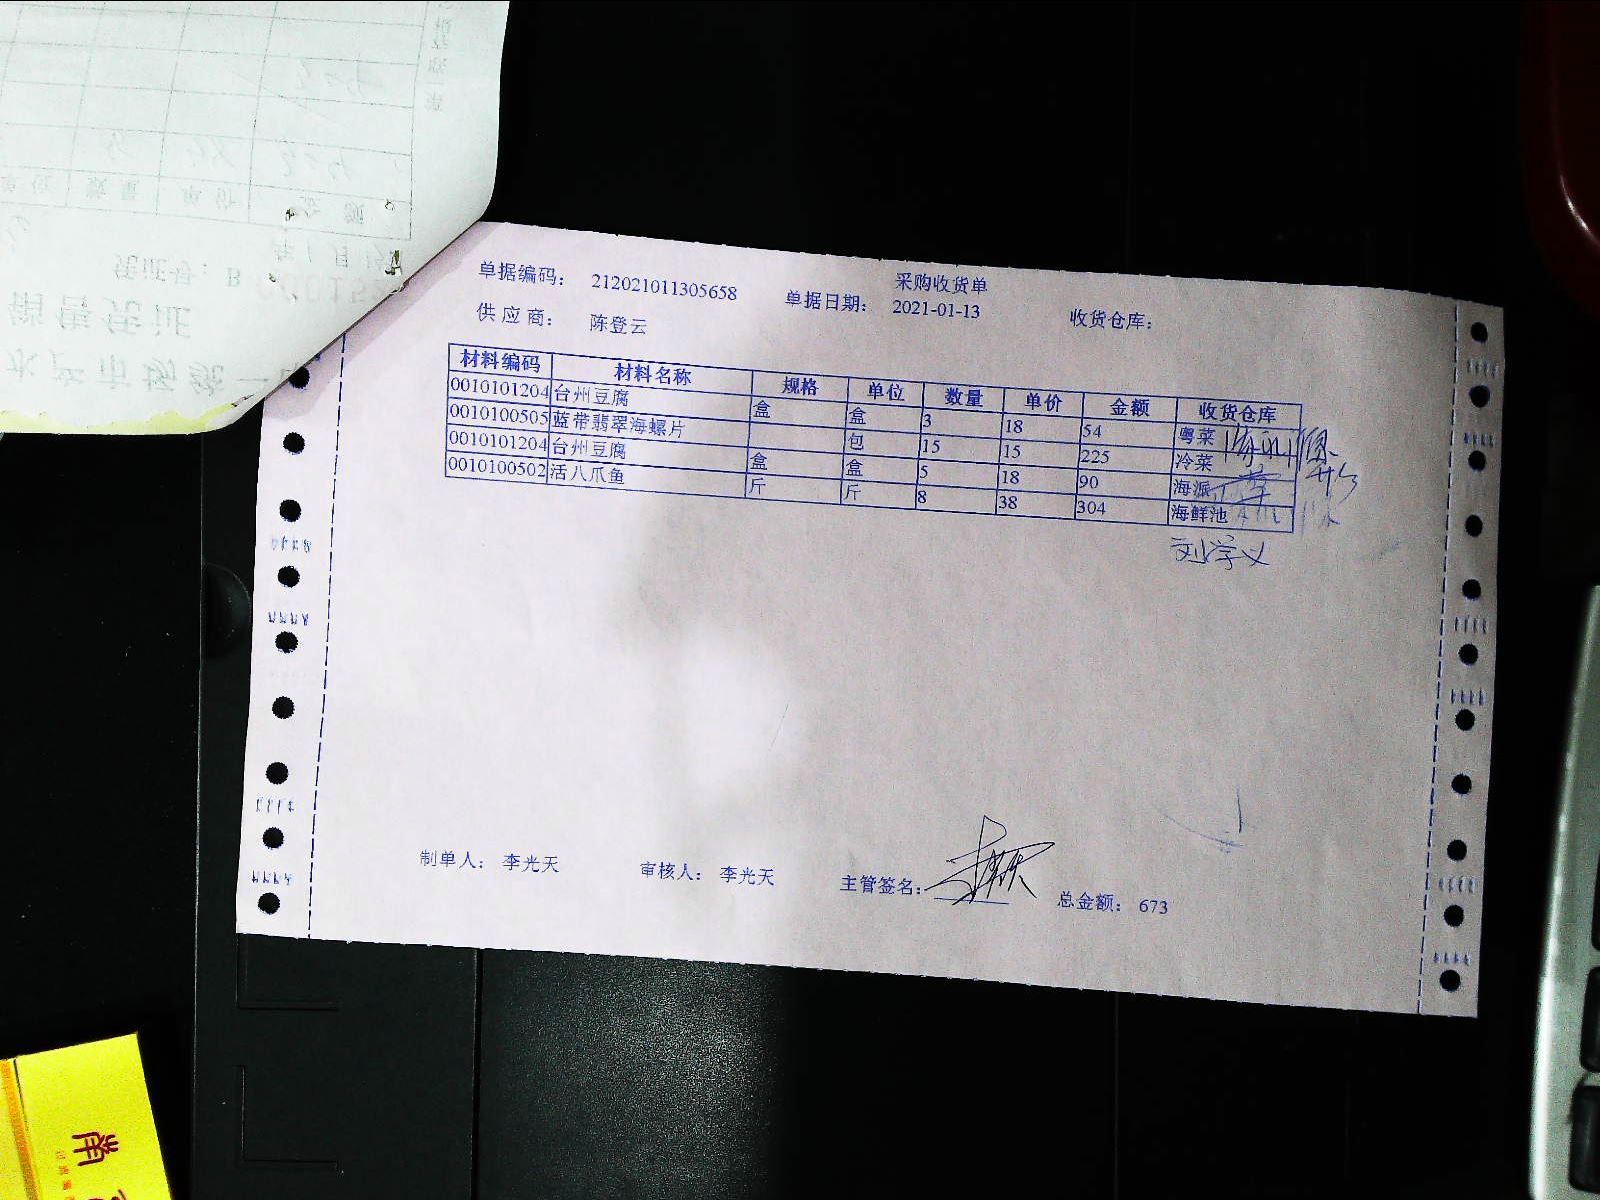 采购收货单
单据编码： 212021011305658 单据日期： 2021-01-13 收货仓库：
供应商： 陈登云
材料编码 材料名称 规格 单位 数量 单价 金额 收货仓库
0010101204 台州豆腐 盒 盒 3 18 54 粤菜
0010100505 蓝带翡翠海螺片 包 15 15 225 冷菜
0010101204 台州豆腐 盒 盒 5 18 90 海派
0010100502 活八爪鱼 斤 斤 8 38 304 海鲜池
刘学义
制单人： 李光天 审核人： 李光天 主管签名： 总金额： 673